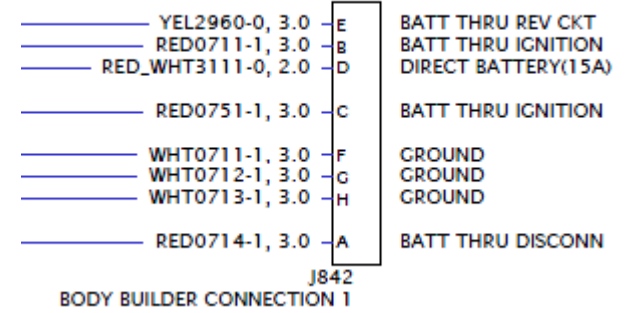 YEL2960-0, 3.0 E BATT THRU REV CKT
RED0711-1, 3.0 B BATT THRU IGNITION
RED_WHT3111-0, 2.0 D DIRECT BATTERY(15A)
RED0751-1, 3.0 C BATT THRU IGNITION
WHT0711-1, 3.0 F GROUND
WHT0712-1, 3.0 G GROUND
WHT0713-1, 3.0 H GROUND
RED0714-1, 3.0 A BATT THRU DISCONN
J842
BODY BUILDER CONNECTION 1